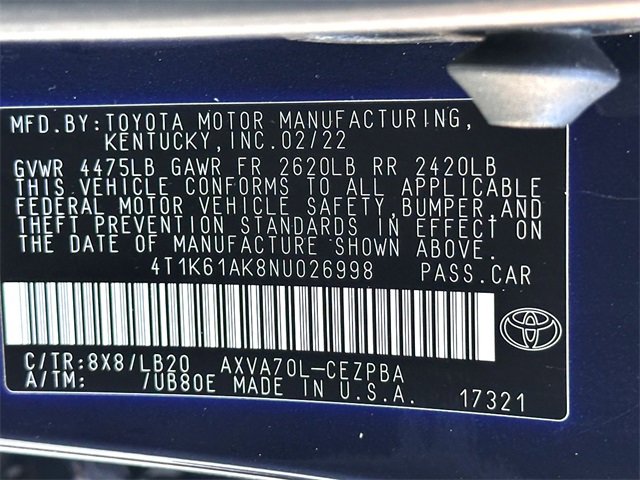 MFD.BY:TOYOTA MOTOR MANUFACTURING,
KENTUCKY,INC.02/22
GVWR 4475LB GAWR FR 2620LB RR 2420LB
THIS VEHICLE CONFORMS TO ALL APPLICABLE
FEDERAL MOTOR VEHICLE SAFETY,BUMPER,AND
THEFT PREVENTION STANDARDS IN EFFECT ON
THE DATE OF MANUFACTURE SHOWN ABOVE.
4T1K61AK8NU026998 PASS.CAR
C/TR:8X8/LB20 AXVA70L-CEZPBA
A/TM: 7UB80E MADE IN U.S.A. 17321